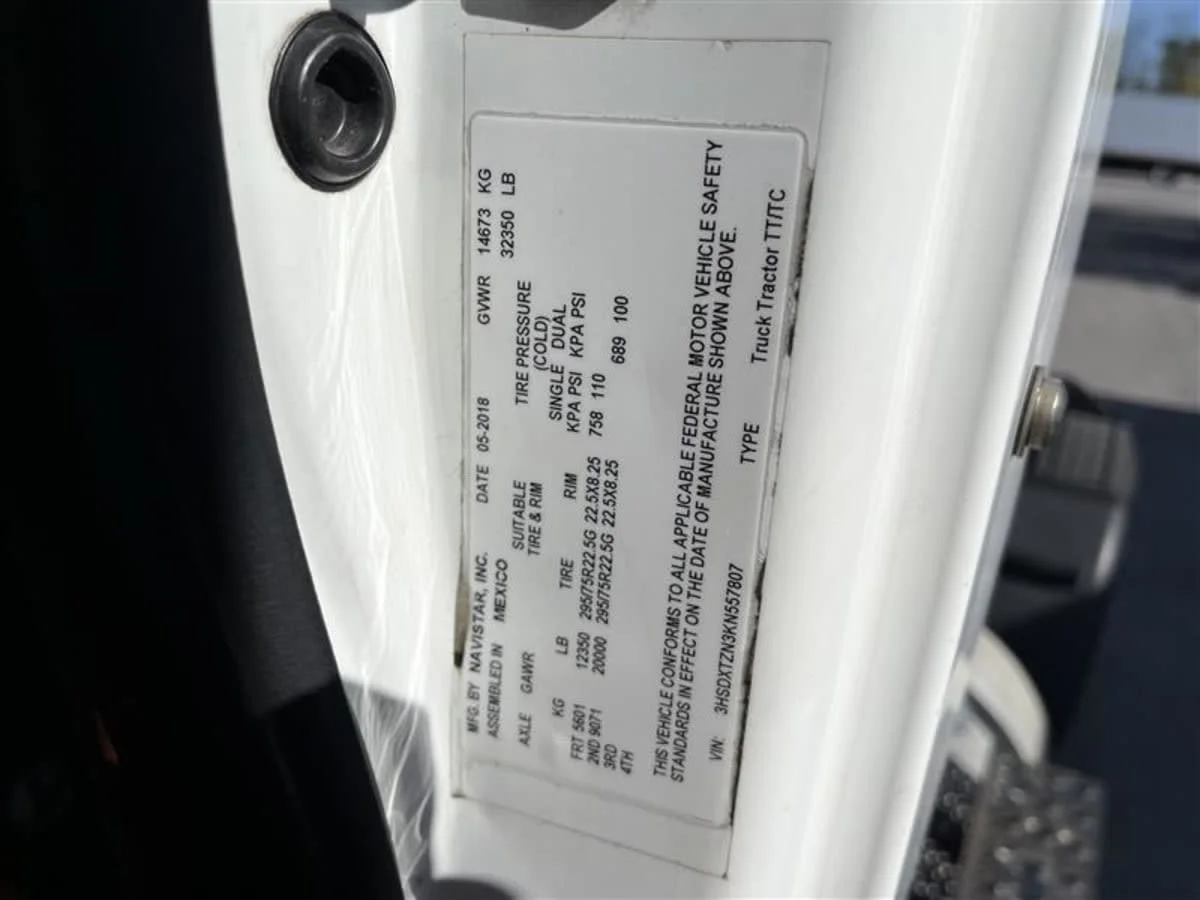 MFG. BY NAVISTAR, INC. DATE 05-2018 GVWR 14673 KG
ASSEMBLED IN MEXICO 32350 LB
AXLE GAWR SUITABLE TIRE PRESSURE
TIRE & RIM (COLD)
SINGLE DUAL
KG LB TIRE RIM KPA PSI KPA PSI
FRT 5601 12350 295/75R22.5G 22.5X8.25 758 110
2ND 9071 20000 295/75R22.5G 22.5X8.25 689 100
3RD
4TH
THIS VEHICLE CONFORMS TO ALL APPLICABLE FEDERAL MOTOR VEHICLE SAFETY
STANDARDS IN EFFECT ON THE DATE OF MANUFACTURE SHOWN ABOVE.
VIN: 3HSDXTZN3KN557807 TYPE Truck Tractor TT/TC